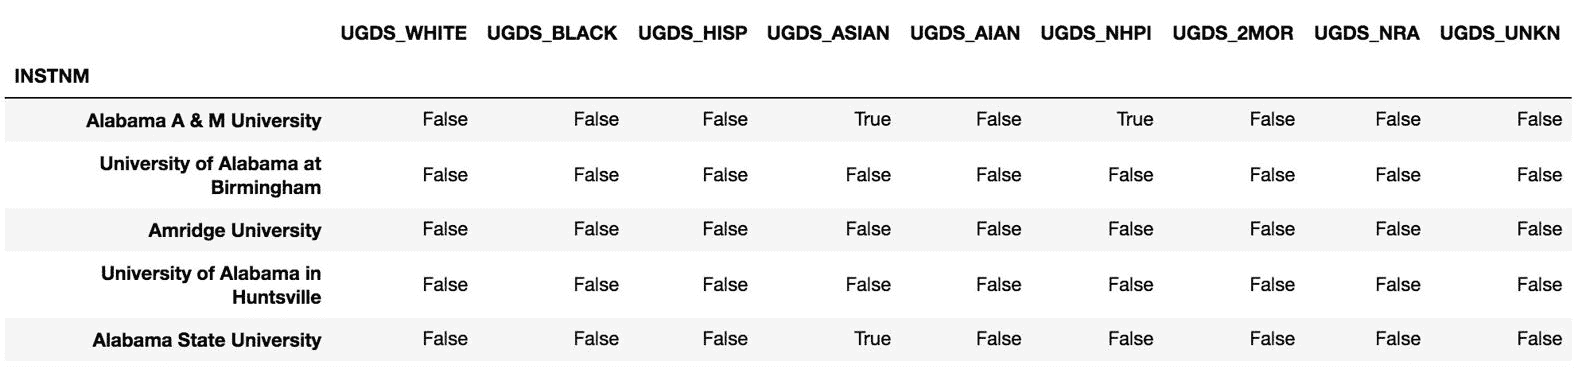 UGDS_WHITE UGDS_BLACK UGDS_HISP UGDS_ASIAN UGDS_AIAN UGDS_NHPI UGDS_2MOR UGDS_NRA UGDS_UNKN
INSTNM
Alabama A & M University False False False True False True False False False
University of Alabama at
Birmingham False False False False False False False False False
Amridge University False False False False False False False False False
University of Alabama in
Huntsville False False False False False False False False False
Alabama State University False False False True False False False False False